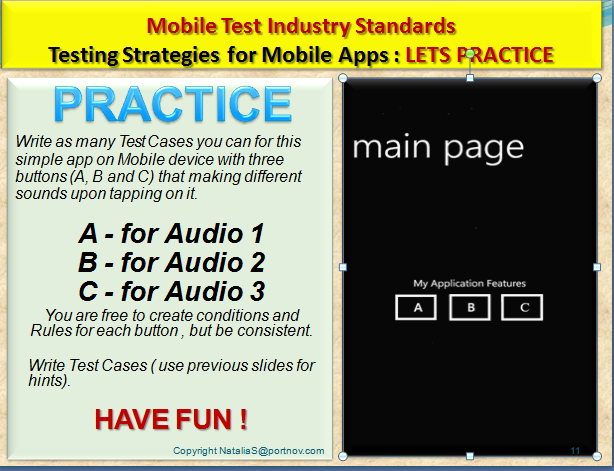 Mobile Test Industry Standards
Testing Strategies for Mobile Apps : LETS PRACTICE
PRACTICE
Write as many Test Cases you can for this
simple app on Mobile device with three
buttons (A, B and C) that making different
sounds upon tapping on it.
A - for Audio 1
B - for Audio 2
C - for Audio 3
You are free to create conditions and
Rules for each button , but be consistent.
Write Test Cases ( use previous slides for
hints).
HAVE FUN !
Copyright NataliaS@portnov.com
main page
My Application Features
A B C
11